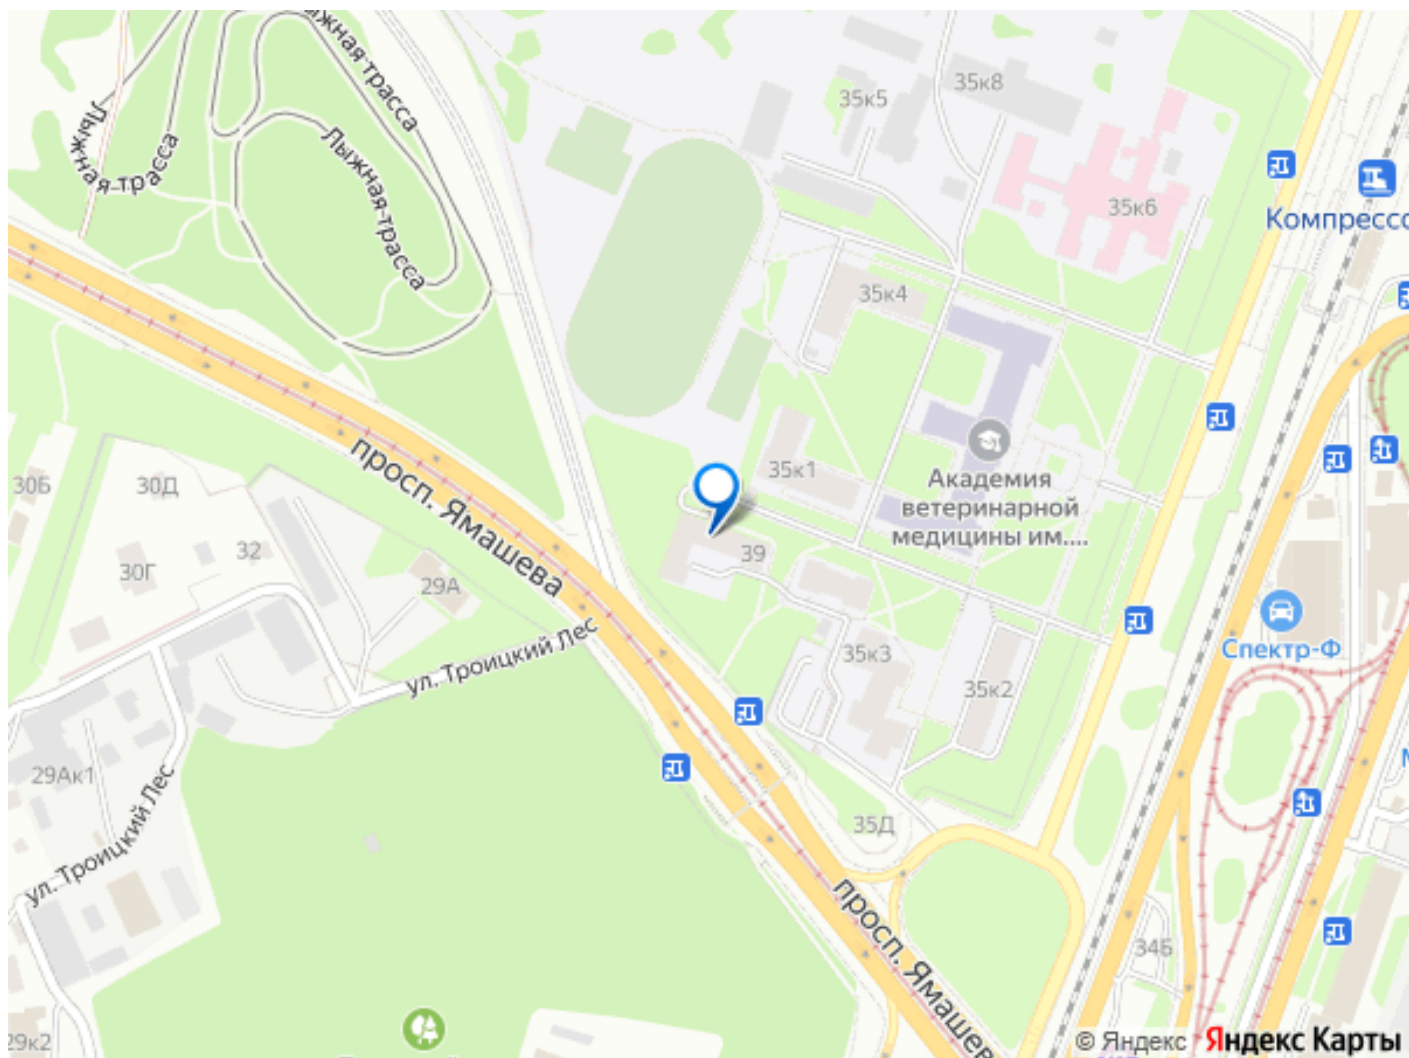 Лыжная трасса
Лыжная трасса
Лыжная трасса
35к5
35к8
35к6
Компрессо
35к4
35к1
Академия
ветеринарной
медицины им....
просп. Ямашева
30Б
30Д
32
30Г
29А
39
35к3
35к2
Спектр-Ф
ул. Троицкий Лес
29Ак1
ул. Троицкий Лес
35Д
просп. Ямашева
34Б
29к2
© Яндекс Яндекс Карты